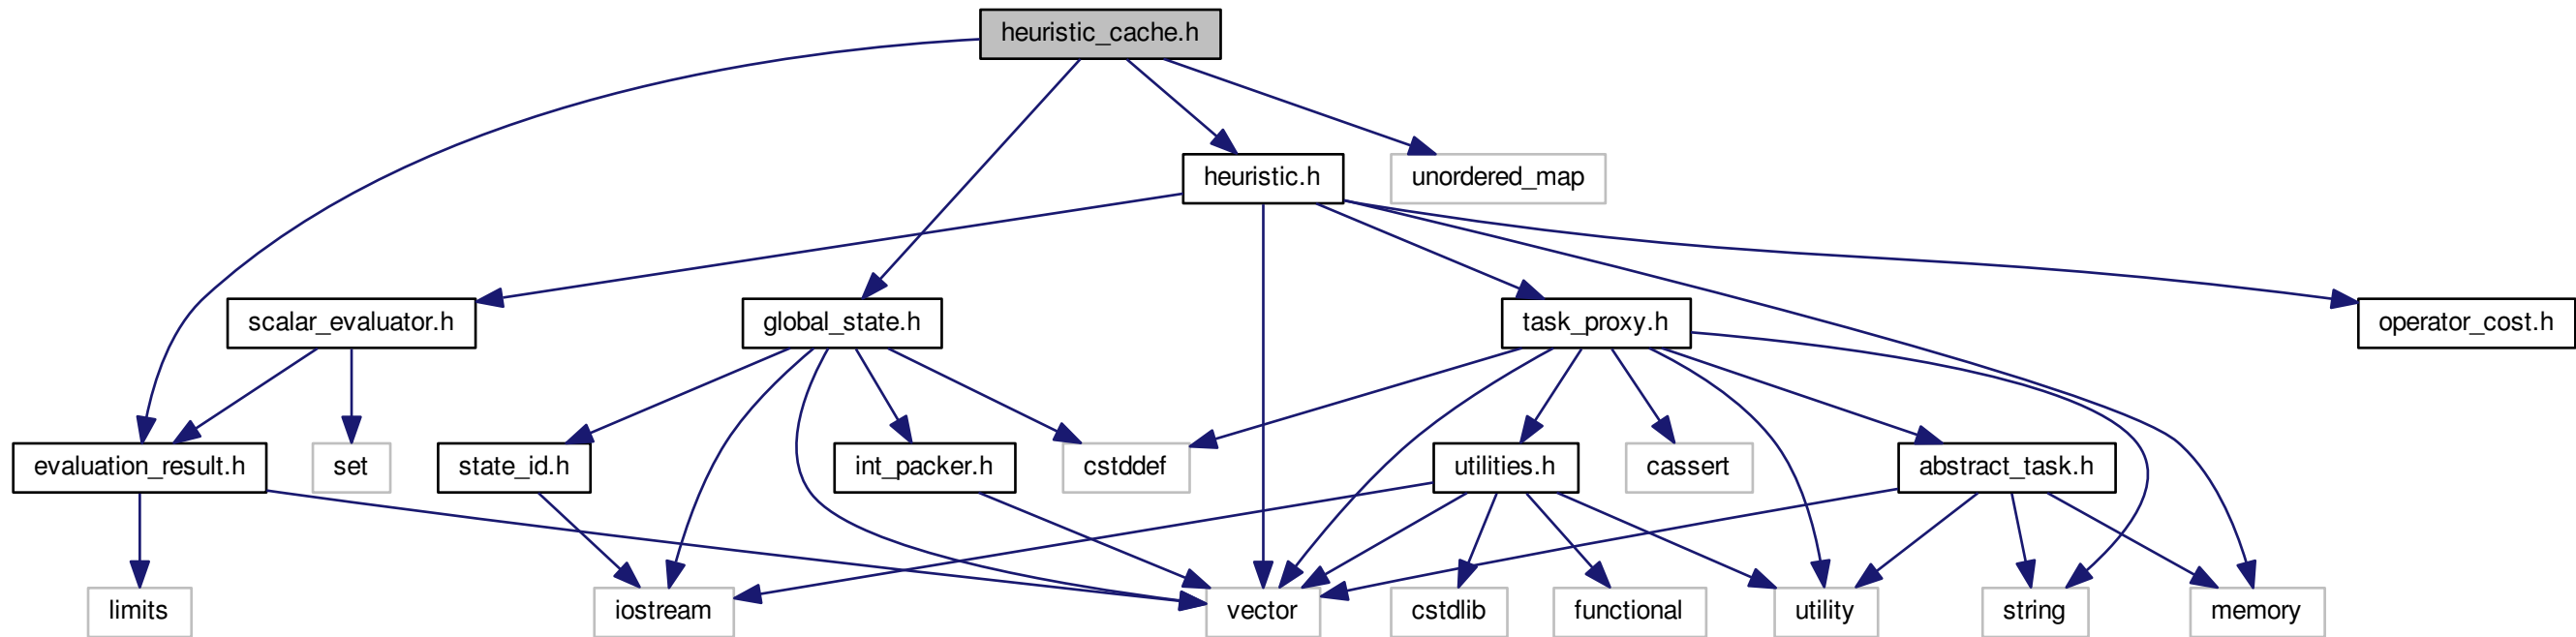 heuristic_cache.h
heuristic.h
unordered_map
scalar_evaluator.h
global_state.h
task_proxy.h
operator_cost.h
evaluation_result.h
set
state_id.h
int_packer.h
cstddef
utilities.h
cassert
abstract_task.h
limits
iostream
vector
cstdlib
functional
utility
string
memory